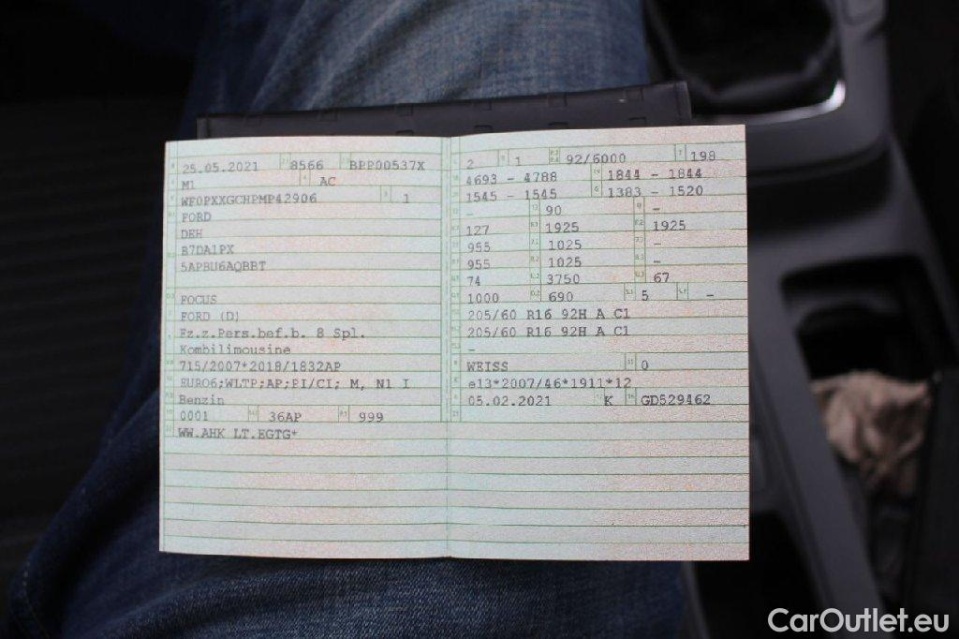 25.05.2021 8566 BPP00537X
M1 AC
WF0PXXGCHPMP42906 1
FORD
DEH
B7DA1PX
5APBU6AQBBT
FOCUS
FORD (D)
Fz.z.Pers.bef.b. 8 Spl.
Kombilimousine
715/2007*2018/1832AP
EURO6;WLTP;AP;PI/CI; M, N1 I
Benzin
0001 36AP 999
WW.AHK LT.EGTG*
2 1 92/6000 198
4693 - 4788 1844 - 1844
1545 - 1545 1383 - 1520
- 90 -
127 1925 1925
955 1025 -
955 1025 -
74 3750 67
1000 690 5 -
205/60 R16 92H A C1
205/60 R16 92H A C1
-
WEISS 0
e13*2007/46*1911*12
05.02.2021 K GD529462
CarOutlet.eu